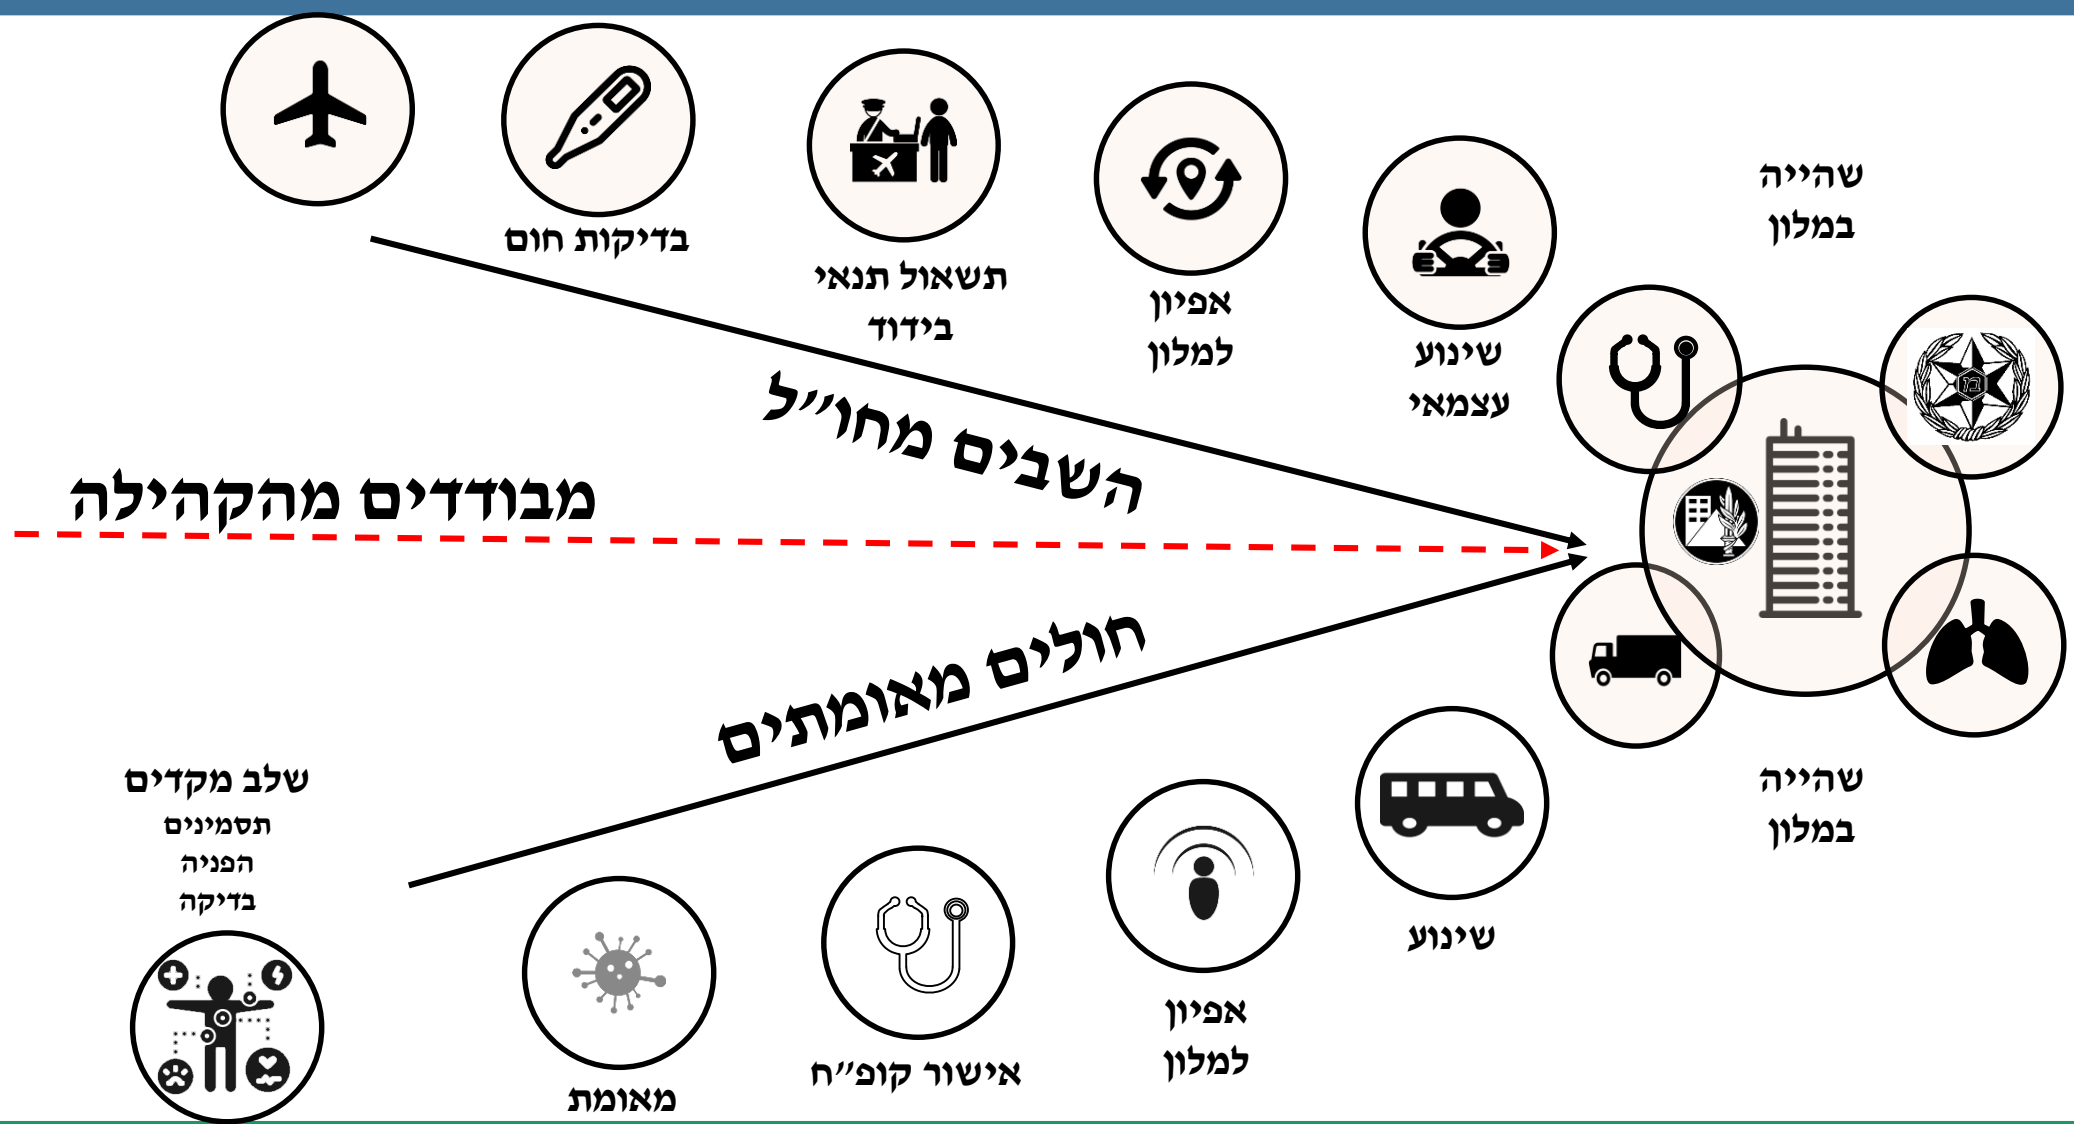 בדיקות חום
תשאול תנאי
בידוד
אפיון
למלון
שינוע
עצמאי
שהייה
במלון
השבים מחו״ל
מבודדים מהקהילה
חולים מאומתים
שלב מקדים
תסמינים
הפניה
בדיקה
מאומת
אישור קופ״ח
אפיון
למלון
שינוע
שהייה
במלון